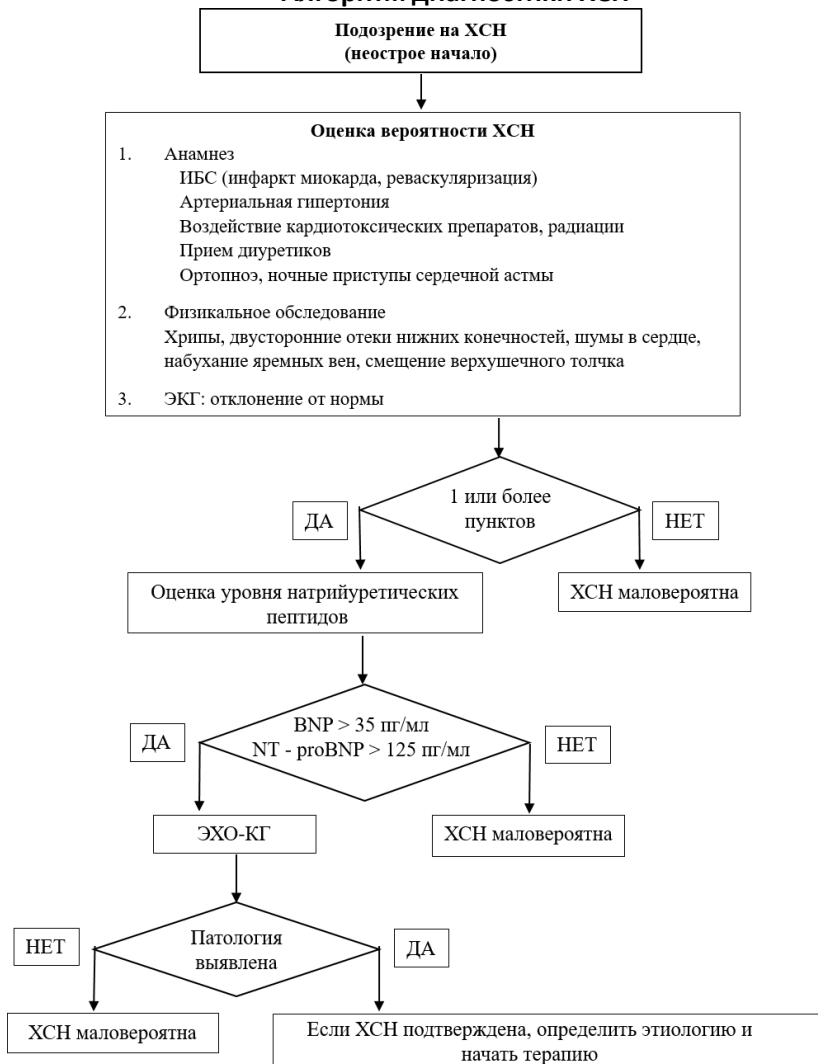 Подозрение на ХСН
(неострое начало)
Оценка вероятности ХСН
1. Анамнез
ИБС (инфаркт миокарда, реваскуляризация)
Артериальная гипертония
Воздействие кардиотоксических препаратов, радиации
Прием диуретиков
Ортопноэ, ночные приступы сердечной астмы
2. Физикальное обследование
Хрипы, двусторонние отеки нижних конечностей, шумы в сердце,
набухание яремных вен, смещение верхушечного толчка
3. ЭКГ: отклонение от нормы
1 или более
пунктов
ДА
НЕТ
Оценка уровня натрийуретических
пептидов
ХСН маловероятна
BNP > 35 пг/мл
NT - proBNP > 125 пг/мл
ДА
НЕТ
ЭХО-КГ
ХСН маловероятна
Патология
выявлена
НЕТ
ДА
ХСН маловероятна
Если ХСН подтверждена, определить этиологию и
начать терапию